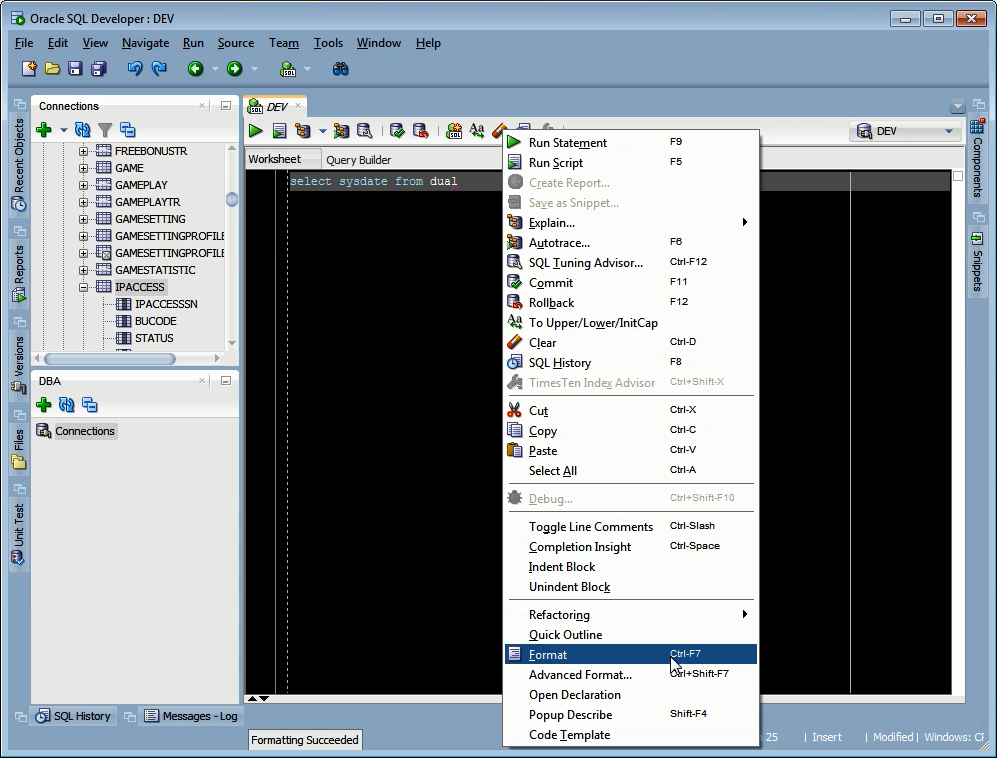 Oracle SQL Developer : DEV
File Edit View Navigate Run Source Team Tools Window Help
Recent Objects
Reports
Versions
Files
Unit Test
Connections
FREEBONUSTR
GAME
GAMEPLAY
GAMEPLAYTR
GAMESETTING
GAMESETTINGPROFILE
GAMESETTINGPROFILE
GAMESTATISTIC
IPACCESS
IPACCESSSN
BUCODE
STATUS
DBA
Connections
DEV
DEV
Worksheet Query Builder
select sysdate from dual
Run Statement F9
Run Script F5
Create Report...
Save as Snippet...
Explain...
Autotrace... F6
SQL Tuning Advisor... Ctrl-F12
Commit F11
Rollback F12
To Upper/Lower/InitCap
Clear Ctrl-D
SQL History F8
TimesTen Index Advisor Ctrl+Shift-X
Cut Ctrl-X
Copy Ctrl-C
Paste Ctrl-V
Select All Ctrl-A
Debug... Ctrl+Shift-F10
Toggle Line Comments Ctrl-Slash
Completion Insight Ctrl-Space
Indent Block
Unindent Block
Refactoring
Quick Outline
Format Ctrl-F7
Advanced Format... Ctrl+Shift-F7
Open Declaration
Popup Describe Shift-F4
Code Template
Components
Snippets
SQL History Messages - Log
Formatting Succeeded
25 | Insert | Modified | Windows: